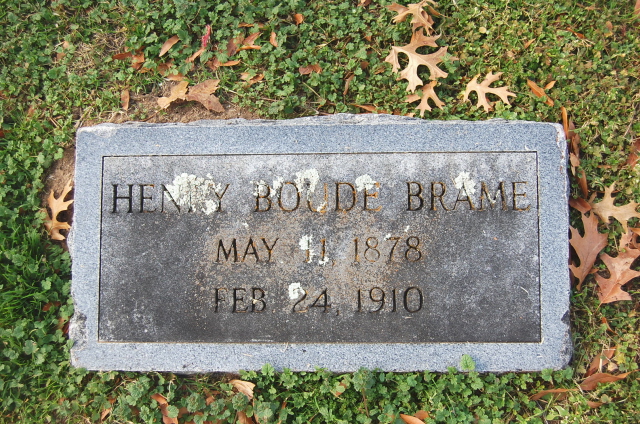 HENRY BOUDE BRAME
MAY 11, 1878
FEB 24, 1910